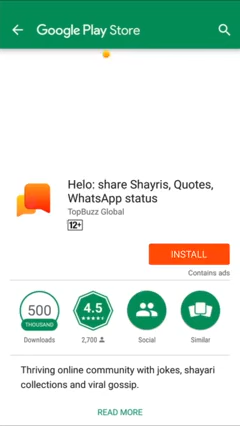 Google Play Store
Helo: share Shayris, Quotes,
WhatsApp status
TopBuzz Global
12+
INSTALL
Contains ads
500
THOUSAND
Downloads
4.5
2,700
Social
Similar
Thriving online community with jokes, shayari
collections and viral gossip.
READ MORE